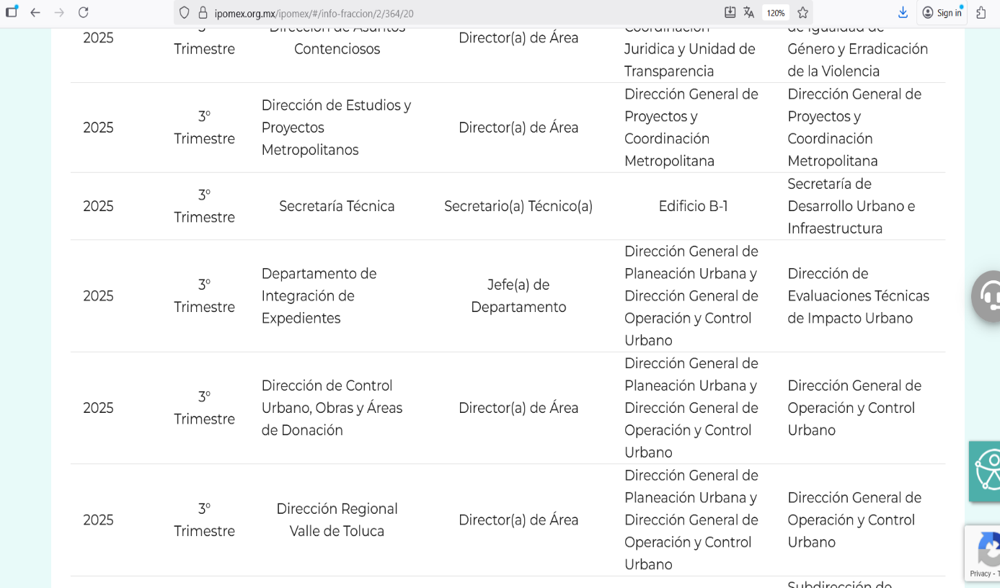 ipomex.org.mx/ipomex/#/info-fraccion/2/364/20
120%
Sign in
2025
3º
Trimestre
Dirección de Asuntos
Contenciosos
Director(a) de Área
Coordinación
Juridica y Unidad de
Transparencia
de Igualdad de
Género y Erradicación
de la Violencia
2025
3º
Trimestre
Dirección de Estudios y
Proyectos
Metropolitanos
Director(a) de Área
Dirección General de
Proyectos y
Coordinación
Metropolitana
Dirección General de
Proyectos y
Coordinación
Metropolitana
2025
3º
Trimestre
Secretaría Técnica
Secretario(a) Técnico(a)
Edificio B-1
Secretaría de
Desarrollo Urbano e
Infraestructura
2025
3º
Trimestre
Departamento de
Integración de
Expedientes
Jefe(a) de
Departamento
Dirección General de
Planeación Urbana y
Dirección General de
Operación y Control
Urbano
Dirección de
Evaluaciones Técnicas
de Impacto Urbano
2025
3º
Trimestre
Dirección de Control
Urbano, Obras y Áreas
de Donación
Director(a) de Área
Dirección General de
Planeación Urbana y
Dirección General de
Operación y Control
Urbano
Dirección General de
Operación y Control
Urbano
2025
3º
Trimestre
Dirección Regional
Valle de Toluca
Director(a) de Área
Dirección General de
Planeación Urbana y
Dirección General de
Operación y Control
Urbano
Dirección General de
Operación y Control
Urbano
Subdirección de
Privacy - T